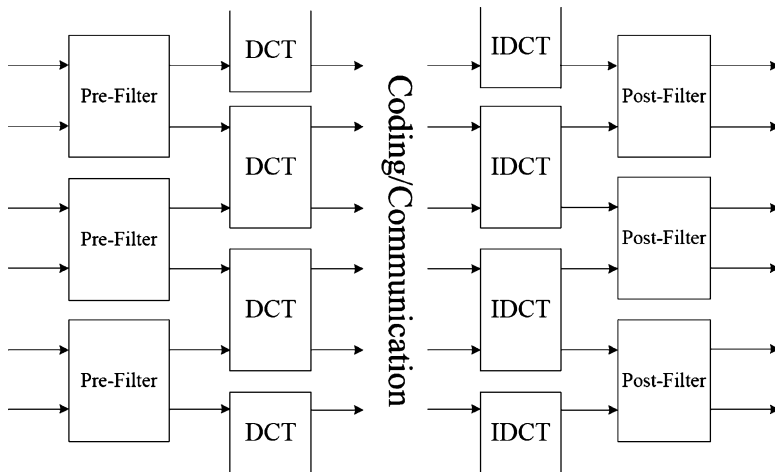 DCT
IDCT
Pre-Filter
Post-Filter
DCT
IDCT
Coding/Communication
Pre-Filter
Post-Filter
DCT
IDCT
Pre-Filter
Post-Filter
DCT
IDCT